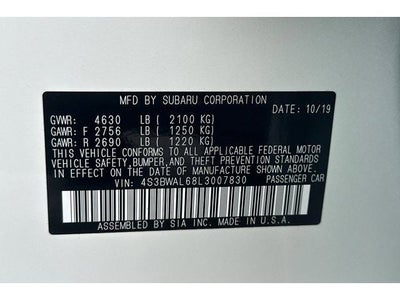 MFD BY SUBARU CORPORATION
DATE: 10/19
GVWR: 4630 LB [ 2100 KG]
GAWR: F 2756 LB [ 1250 KG]
GAWR: R 2690 LB [ 1220 KG]
THIS VEHICLE CONFORMS TO ALL APPLICABLE FEDERAL MOTOR
VEHICLE SAFETY, BUMPER, AND THEFT PREVENTION STANDARDS
IN EFFECT ON THE DATE OF MANUFACTURE SHOWN ABOVE.
VIN: 4S3BWAL68L3007830 PASSENGER CAR
ASSEMBLED BY SIA INC. MADE IN U.S.A.